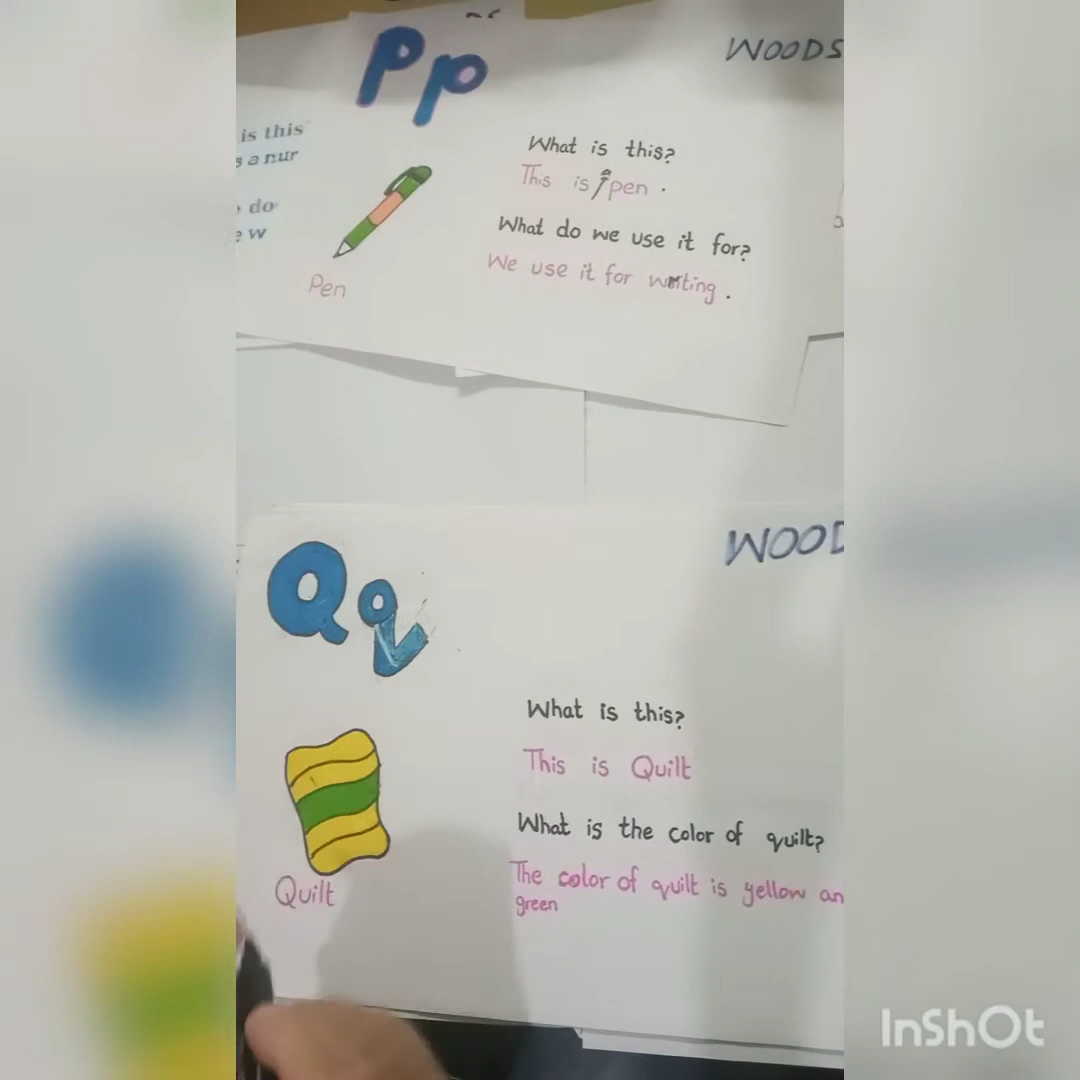 Pp
WOODS
is this
a nur
do
What is this?
This is a pen.
What do we use it for?
We use it for writing.
Pen
Qq
WOOD
What is this?
This is Quilt
What is the color of quilt?
The color of quilt is yellow an
green
Quilt
InShOt